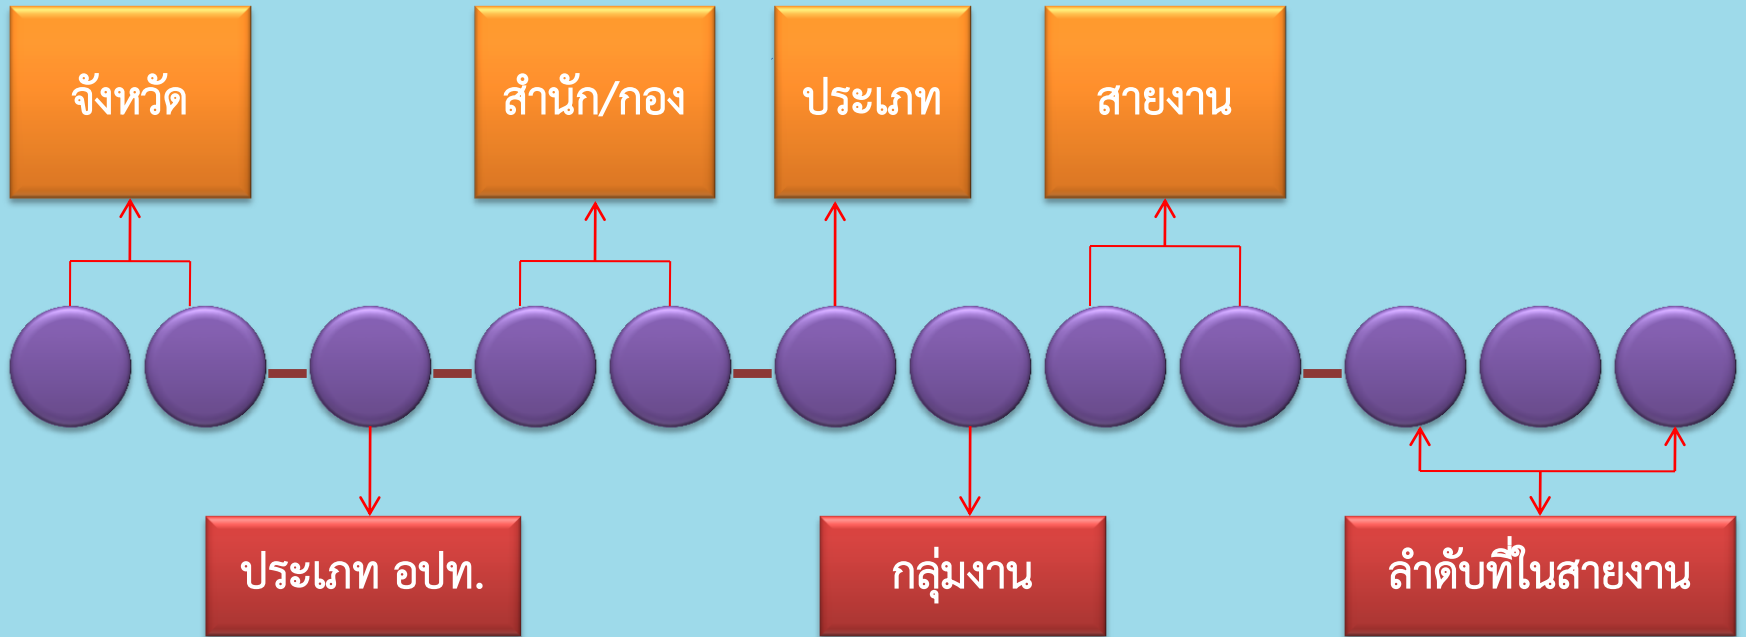 จังหวัด
สำนัก/กอง
ประเภท
สายงาน
ประเภท อปท.
กลุ่มงาน
ลำดับที่ในสายงาน